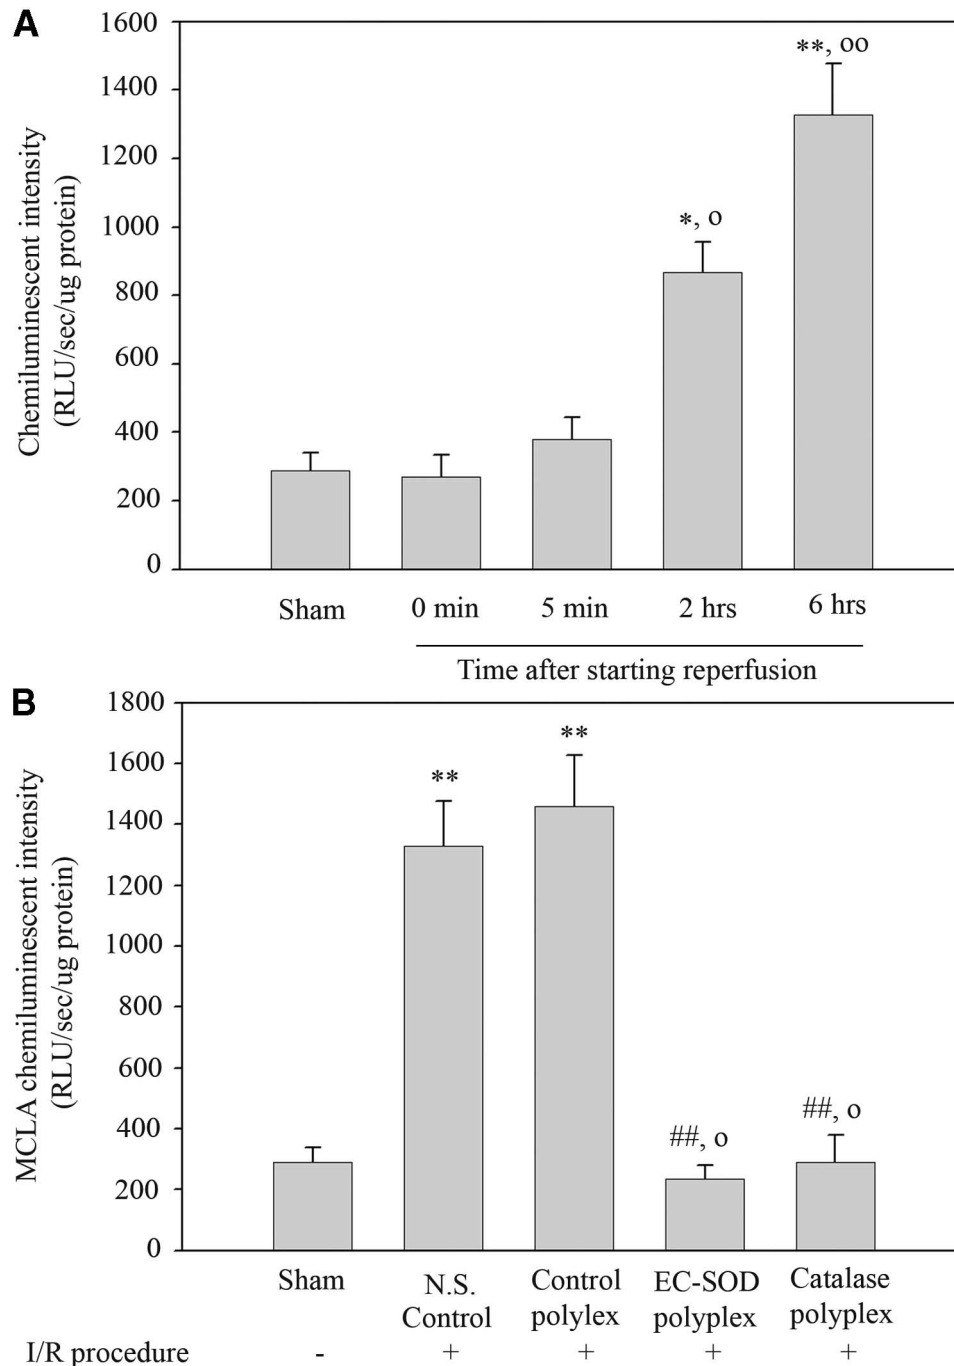 A
Chemiluminescent intensity
(RLU/sec/ug protein)
1600
1400
1200
1000
800
600
400
200
0
*, o
**, oo
Sham 0 min 5 min 2 hrs 6 hrs
Time after starting reperfusion
B
MCLA chemiluminescent intensity
(RLU/sec/ug protein)
1800
1600
1400
1200
1000
800
600
400
200
0
**
**
##, o
##, o
Sham N.S. Control EC-SOD Catalase
Control polylex polyplex polyplex
I/R procedure - + + + +